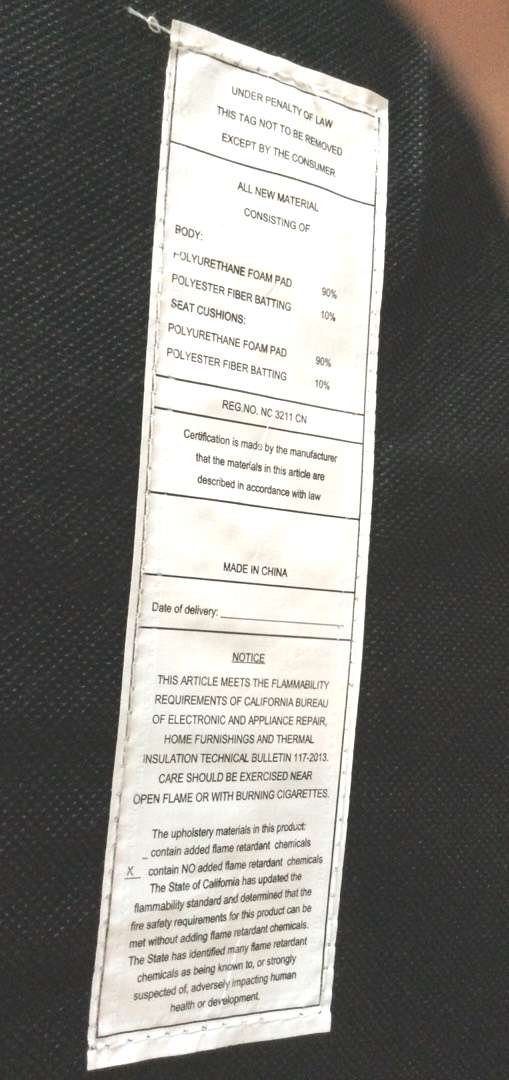 UNDER PENALTY OF LAW
THIS TAG NOT TO BE REMOVED
EXCEPT BY THE CONSUMER
ALL NEW MATERIAL
CONSISTING OF
BODY:
POLYURETHANE FOAM PAD 90%
POLYESTER FIBER BATTING 10%
SEAT CUSHIONS:
POLYURETHANE FOAM PAD 90%
POLYESTER FIBER BATTING 10%
REG.NO. NC 3211 CN
Certification is made by the manufacturer
that the materials in this article are
described in accordance with law
MADE IN CHINA
Date of delivery: ____________________
NOTICE
THIS ARTICLE MEETS THE FLAMMABILITY
REQUIREMENTS OF CALIFORNIA BUREAU
OF ELECTRONIC AND APPLIANCE REPAIR,
HOME FURNISHINGS AND THERMAL
INSULATION TECHNICAL BULLETIN 117-2013.
CARE SHOULD BE EXERCISED NEAR
OPEN FLAME OR WITH BURNING CIGARETTES.
The upholstery materials in this product:
_ contain added flame retardant chemicals
X contain NO added flame retardant chemicals
The State of California has updated the
flammability standard and determined that the
fire safety requirements for this product can be
met without adding flame retardant chemicals.
The State has identified many flame retardant
chemicals as being known to, or strongly
suspected of, adversely impacting human
health or development.